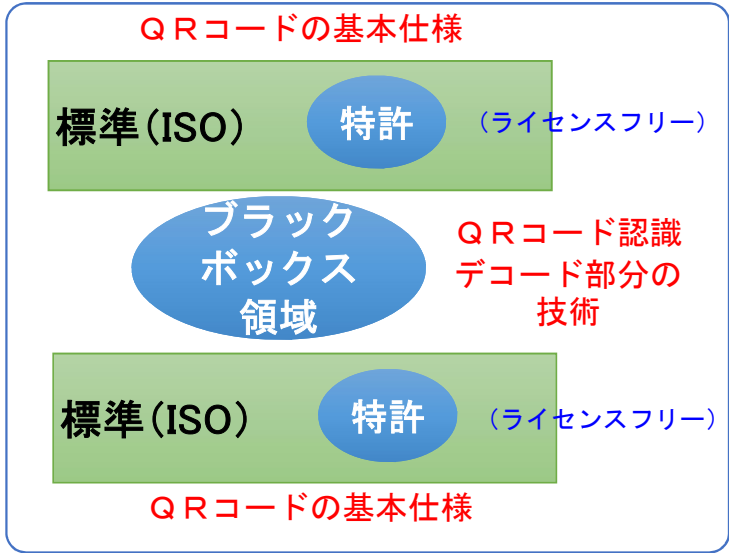 ＱＲコードの基本仕様
標準（ISO）
特許
（ライセンスフリー）
ブラック
ボックス
領域
ＱＲコード認識
デコード部分の
技術
標準（ISO）
特許
（ライセンスフリー）
ＱＲコードの基本仕様